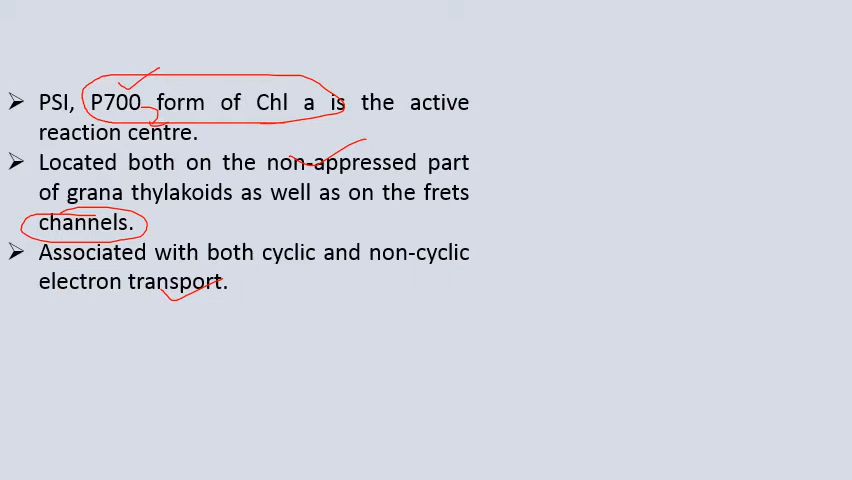 ➢ PSI, P700 form of Chl a is the active
reaction centre.
➢ Located both on the non-appressed part
of grana thylakoids as well as on the frets
channels.
➢ Associated with both cyclic and non-cyclic
electron transport.